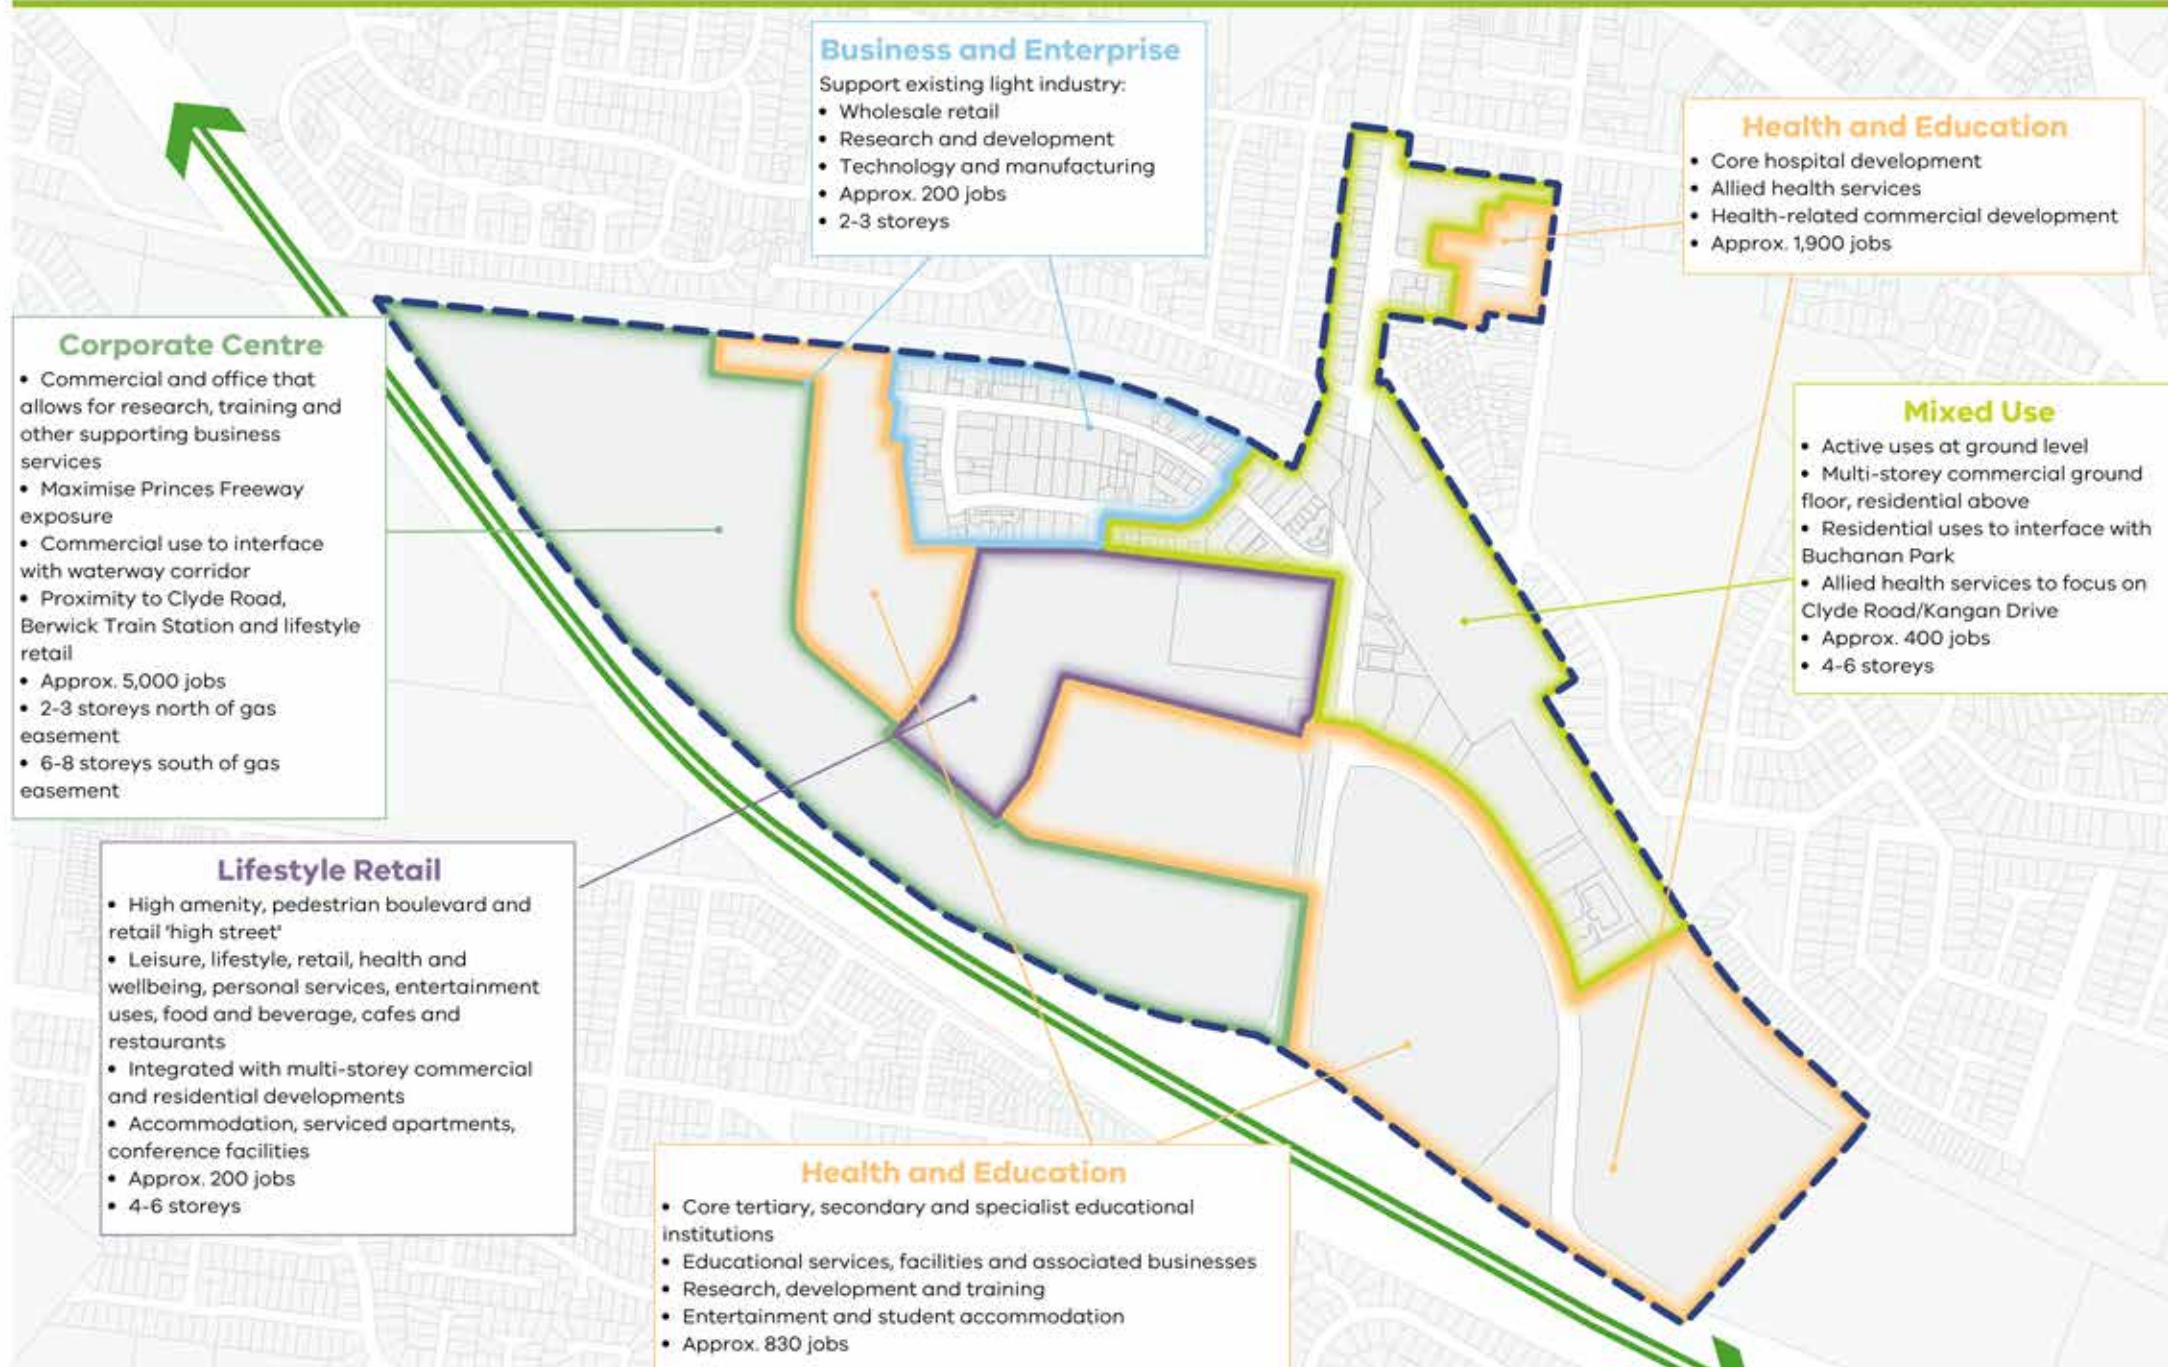 Business and Enterprise
Support existing light industry:
• Wholesale retail
• Research and development
• Technology and manufacturing
• Approx. 200 jobs
• 2-3 storeys
Health and Education
• Core hospital development
• Allied health services
• Health-related commercial development
• Approx. 1,900 jobs
Corporate Centre
• Commercial and office that
allows for research, training and
other supporting business
services
• Maximise Princes Freeway
exposure
• Commercial use to interface
with waterway corridor
• Proximity to Clyde Road,
Berwick Train Station and lifestyle
retail
• Approx. 5,000 jobs
• 2-3 storeys north of gas
easement
• 6-8 storeys south of gas
easement
Mixed Use
• Active uses at ground level
• Multi-storey commercial ground
floor, residential above
• Residential uses to interface with
Buchanan Park
• Allied health services to focus on
Clyde Road/Kangan Drive
• Approx. 400 jobs
• 4-6 storeys
Lifestyle Retail
• High amenity, pedestrian boulevard and
retail 'high street'
• Leisure, lifestyle, retail, health and
wellbeing, personal services, entertainment
uses, food and beverage, cafes and
restaurants
• Integrated with multi-storey commercial
and residential developments
• Accommodation, serviced apartments,
conference facilities
• Approx. 200 jobs
• 4-6 storeys
Health and Education
• Core tertiary, secondary and specialist educational
institutions
• Educational services, facilities and associated businesses
• Research, development and training
• Entertainment and student accommodation
• Approx. 830 jobs